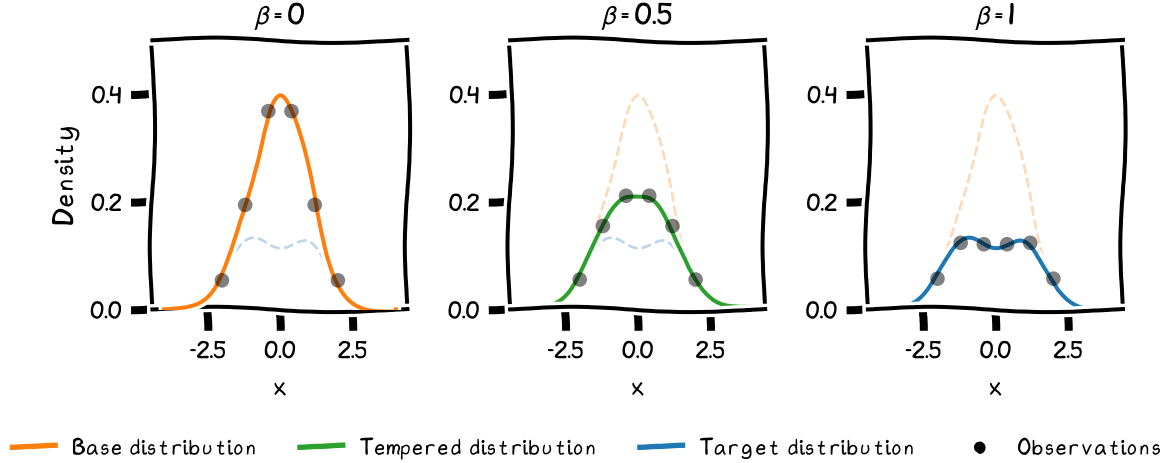 β=0
β=0.5
β=1
Density
0.4
0.2
0.0
0.4
0.2
0.0
0.4
0.2
0.0
-2.5 0.0 2.5
-2.5 0.0 2.5
-2.5 0.0 2.5
x
x
x
Base distribution
Tempered distribution
Target distribution
Observations